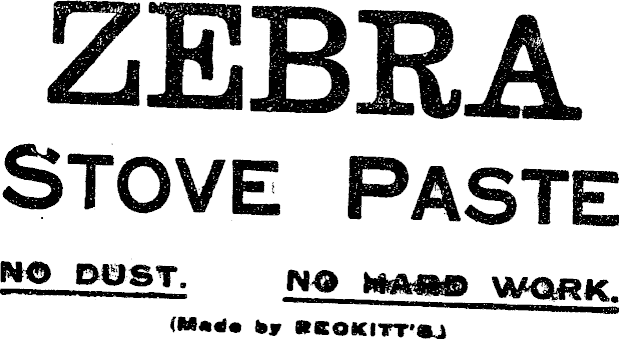 ZEBRA
STOVE PASTE
NO DUST. NO HARD WORK.
(Made by RECKITT'S.)